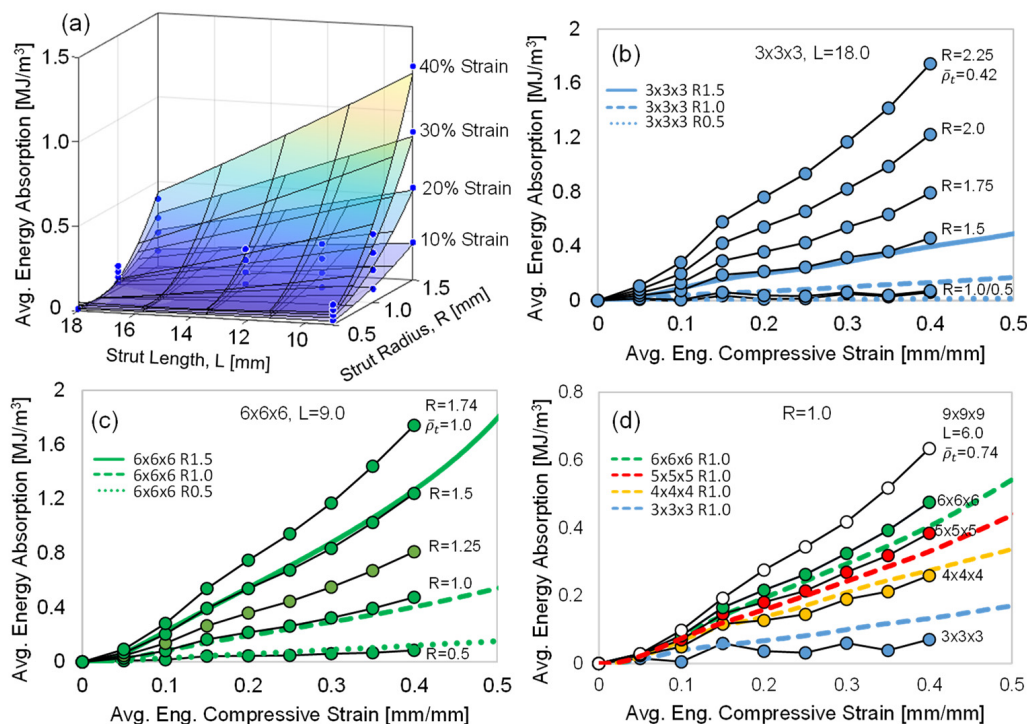 (a)
Avg. Energy Absorption [MJ/m³]
1.5
1.0
0.5
0
40% Strain
30% Strain
20% Strain
10% Strain
18
16
14
12
10
Strut Length, L [mm]
0.5
1.0
1.5
Strut Radius, R [mm]
(b)
3x3x3, L=18.0
Avg. Energy Absorption [MJ/m³]
2
1.6
1.2
0.8
0.4
0
3x3x3 R1.5
3x3x3 R1.0
3x3x3 R0.5
R=2.25
ρ̄t=0.42
R=2.0
R=1.75
R=1.5
R=1.0/0.5
0
0.1
0.2
0.3
0.4
0.5
Avg. Eng. Compressive Strain [mm/mm]
(c)
6x6x6, L=9.0
Avg. Energy Absorption [MJ/m³]
2
1.6
1.2
0.8
0.4
0
6x6x6 R1.5
6x6x6 R1.0
6x6x6 R0.5
R=1.74
ρ̄t=1.0
R=1.5
R=1.25
R=1.0
R=0.5
0
0.1
0.2
0.3
0.4
0.5
Avg. Eng. Compressive Strain [mm/mm]
(d)
R=1.0
Avg. Energy Absorption [MJ/m³]
0.8
0.6
0.4
0.2
0
6x6x6 R1.0
5x5x5 R1.0
4x4x4 R1.0
3x3x3 R1.0
9x9x9
L=6.0
ρ̄t=0.74
6x6x6
5x5x5
4x4x4
3x3x3
0
0.1
0.2
0.3
0.4
0.5
Avg. Eng. Compressive Strain [mm/mm]